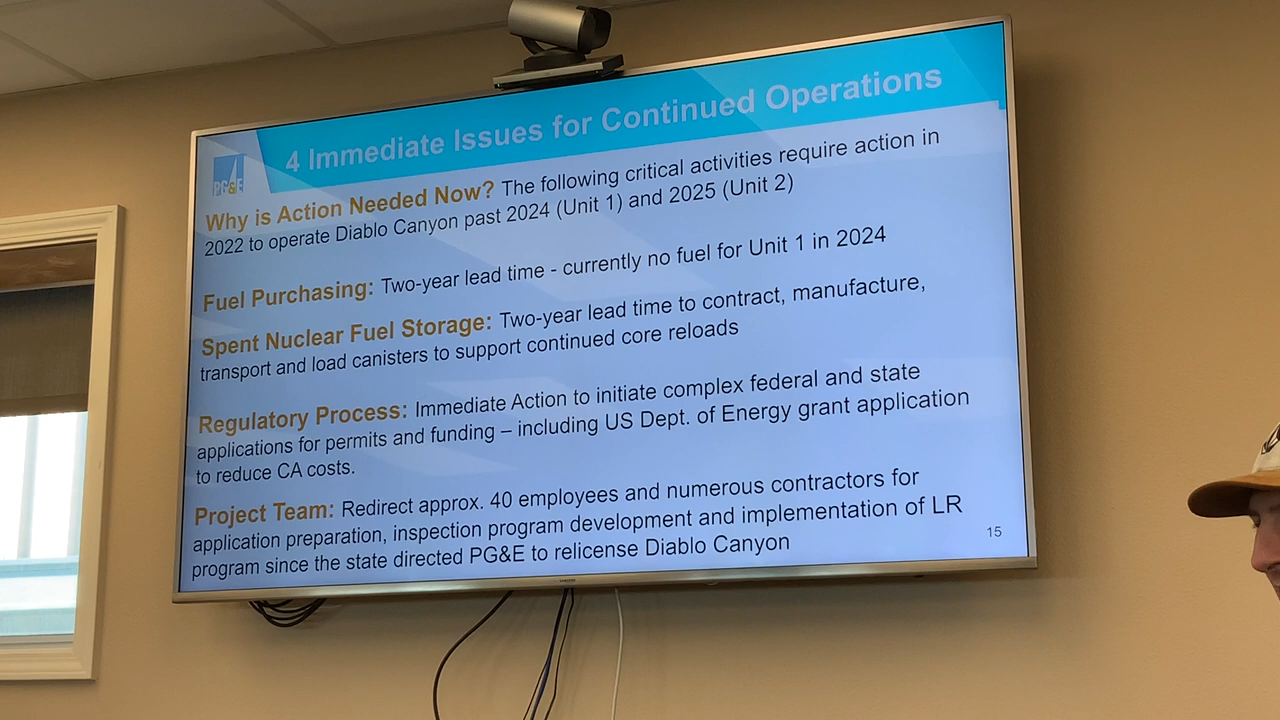 4 Immediate Issues for Continued Operations
PG&E
Why is Action Needed Now? The following critical activities require action in
2022 to operate Diablo Canyon past 2024 (Unit 1) and 2025 (Unit 2)
Fuel Purchasing: Two-year lead time - currently no fuel for Unit 1 in 2024
Spent Nuclear Fuel Storage: Two-year lead time to contract, manufacture,
transport and load canisters to support continued core reloads
Regulatory Process: Immediate Action to initiate complex federal and state
applications for permits and funding – including US Dept. of Energy grant application
to reduce CA costs.
Project Team: Redirect approx. 40 employees and numerous contractors for
application preparation, inspection program development and implementation of LR
program since the state directed PG&E to relicense Diablo Canyon
15
SAMSUNG